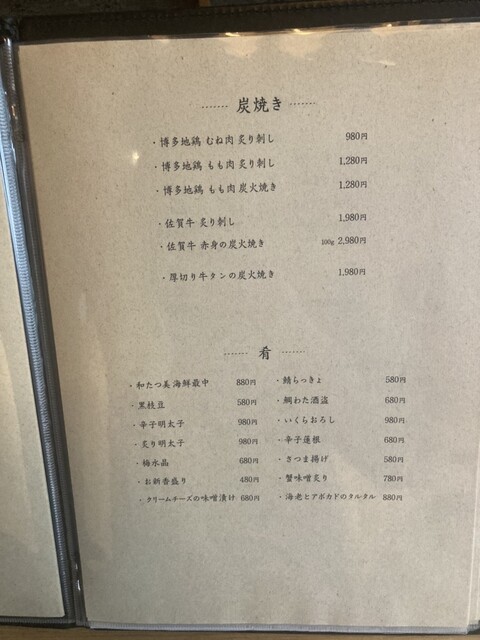 炭焼き
・博多地鶏 むね肉 炙り刺し 980円
・博多地鶏 もも肉 炙り刺し 1,280円
・博多地鶏 もも肉 炭火焼き 1,280円
・佐賀牛 炙り刺し 1,980円
・佐賀牛 赤身の炭火焼き 100g 2,980円
・厚切り牛タンの炭火焼き 1,980円
肴
・和たつ美 海鮮最中 880円
・黒枝豆 580円
・辛子明太子 980円
・炙り明太子 980円
・梅水晶 680円
・お新香盛り 480円
・クリームチーズの味噌漬け 680円
・鯖らっきょ 580円
・鯛わた酒盗 680円
・いくらおろし 980円
・辛子蓮根 680円
・さつま揚げ 580円
・蟹味噌炙り 780円
・海老とアボカドのタルタル 880円